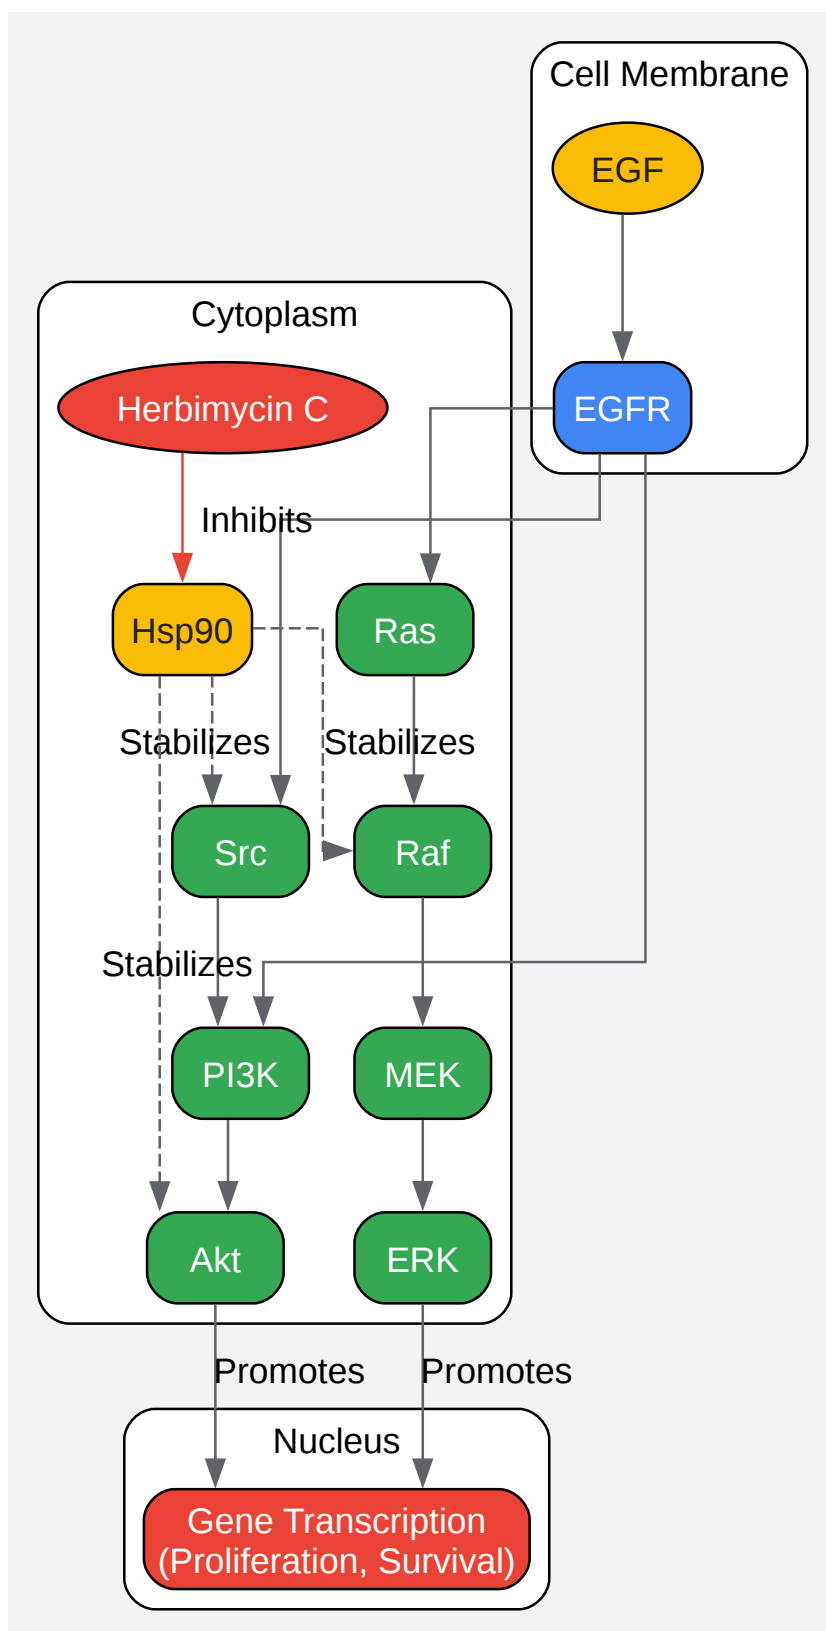 Cell Membrane
EGF
Cytoplasm
Herbimycin C
EGFR
Inhibits
Hsp90
Ras
Stabilizes
Stabilizes
Src
Raf
Stabilizes
PI3K
MEK
Akt
ERK
Promotes
Promotes
Nucleus
Gene Transcription
(Proliferation, Survival)